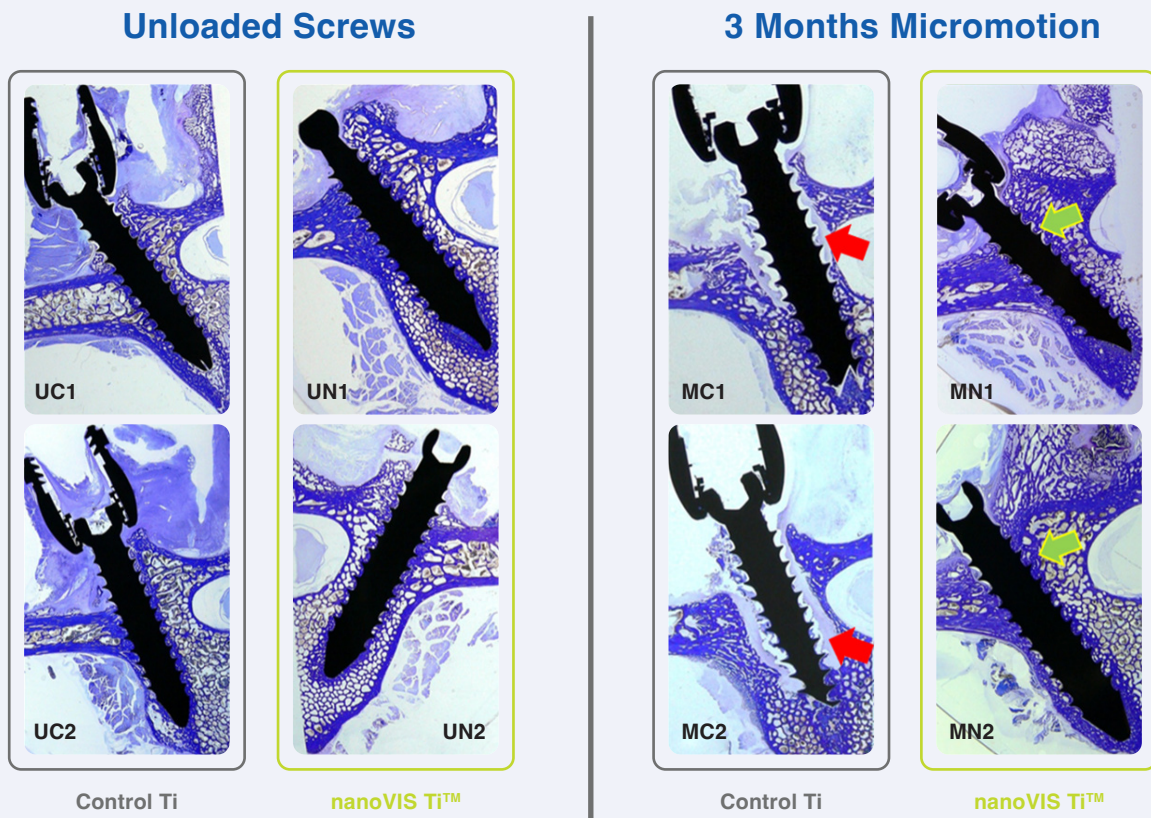 Unloaded Screws
3 Months Micromotion
UC1
UN1
MC1
MN1
UC2
UN2
MC2
MN2
Control Ti
nanoVIS Ti™
Control Ti
nanoVIS Ti™